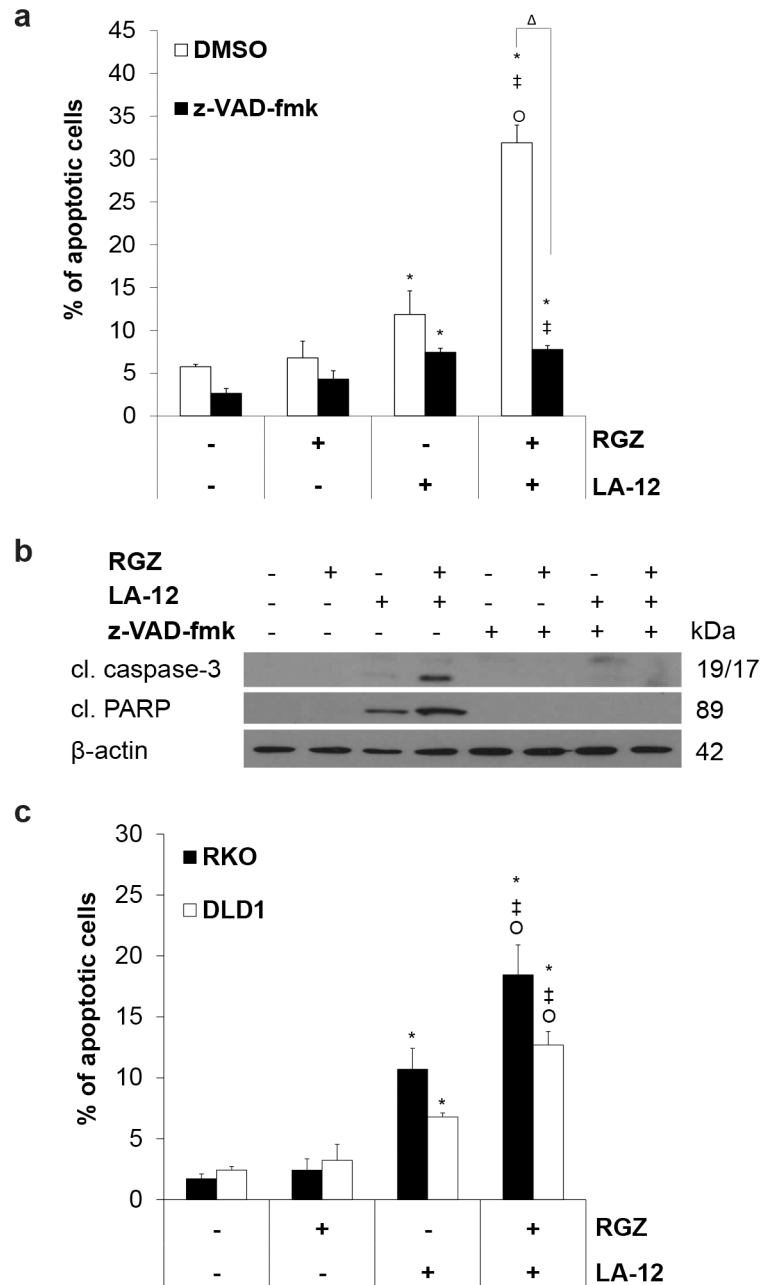 a
Δ
45
40
35
30
25
20
15
10
5
0
% of apoptotic cells
DMSO
z-VAD-fmk
*
‡
O
*
*
*
‡
- + - + RGZ
- - + + LA-12
b
RGZ - + - + - + - +
LA-12 - - + + - - + +
z-VAD-fmk - - - - + + + + kDa
cl. caspase-3 19/17
cl. PARP 89
β-actin 42
c
30
25
20
15
10
5
0
% of apoptotic cells
RKO
DLD1
*
*
*
‡
O
*
‡
O
- + - + RGZ
- - + + LA-12